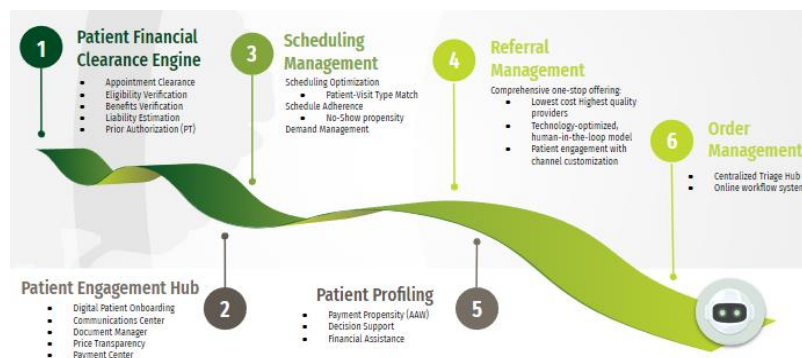 1
Patient Financial
Clearance Engine
Appointment Clearance
Eligibility Verification
Benefits Verification
Liability Estimation
Prior Authorization (PT)
3
Scheduling
Management
Scheduling Optimization
Patient-Visit Type Match
Schedule Adherence
No-Show propensity
Demand Management
4
Referral
Management
Comprehensive one-stop offering:
Lowest cost Highest quality
providers
Technology-optimized,
human-in-the-loop model
Patient engagement with
channel customization
6
Order
Management
Centralized Triage Hub
Online workflow system
Patient Engagement Hub
2
Digital Patient Onboarding
Communications Center
Document Manager
Price Transparency
Payment Center
Patient Profiling
5
Payment Propensity (AAW)
Decision Support
Financial Assistance